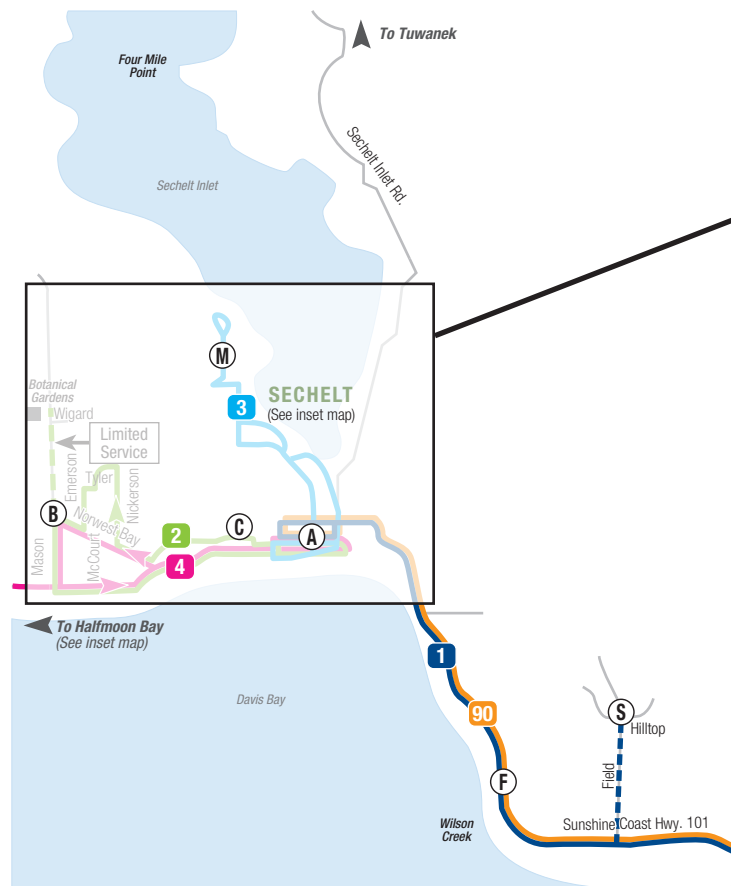 To Tuwanek
Four Mile
Point
Sechelt Inlet Rd.
Sechelt Inlet
M
Botanical
Gardens
SECHELT
3
(See inset map)
Wigard
Limited
Service
Emerson
Tyler
Nickerson
B
Norwest Bay
2
C
A
Mason
McCourt
4
To Halfmoon Bay
(See inset map)
1
Davis Bay
90
S
Hilltop
Field
F
Wilson
Creek
Sunshine Coast Hwy. 101